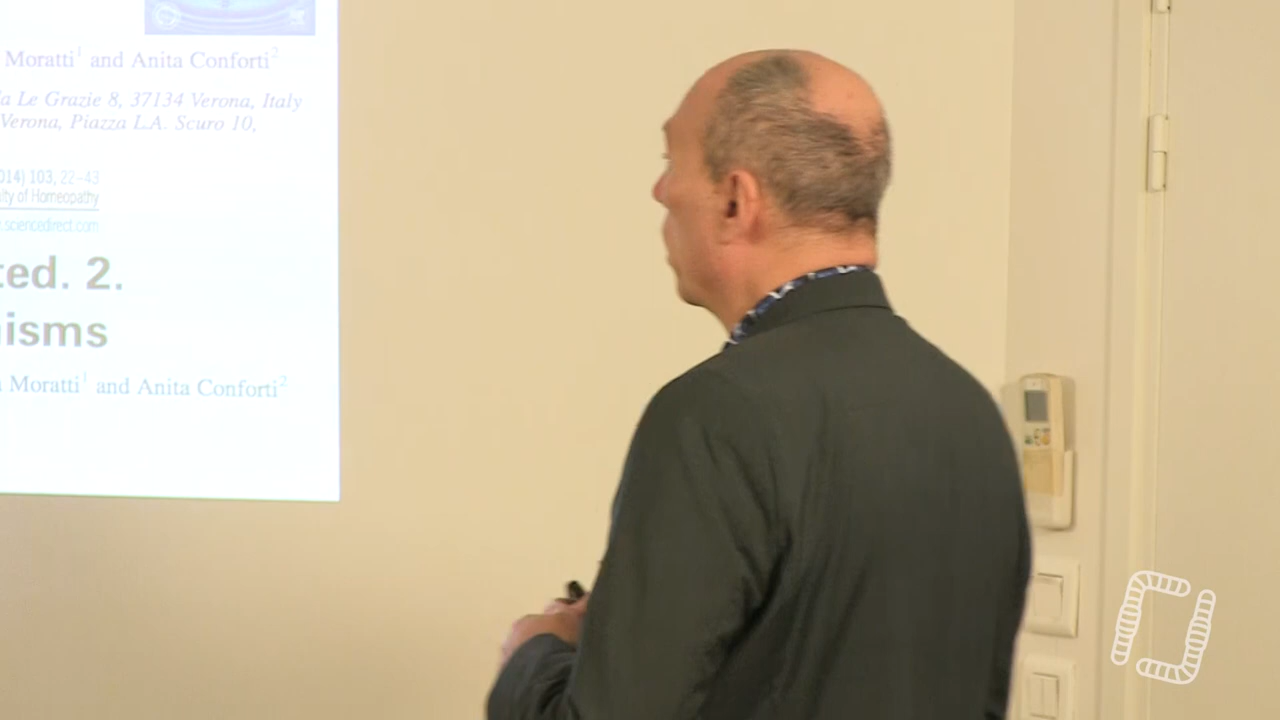 Moratti¹ and Anita Conforti²
Le Grazie 8, 37134 Verona, Italy
Verona, Piazza L.A. Scuro 10,
014) 103, 22–43
of Homeopathy
.sciencedirect.com
ted. 2.
isms
Moratti¹ and Anita Conforti²